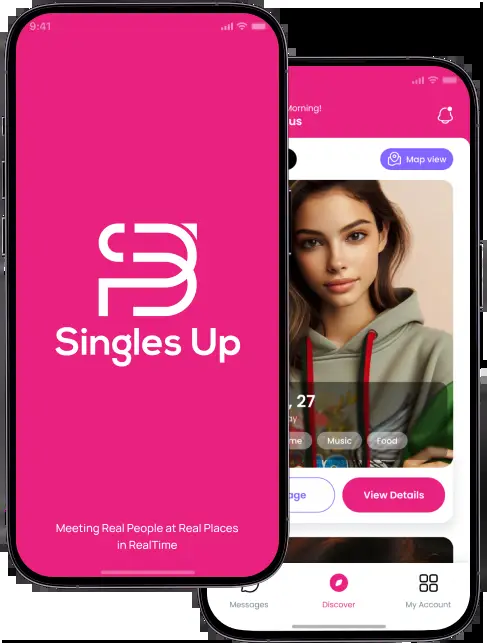 9:41
Singles Up
Meeting Real People at Real Places
in RealTime
Morning!
us
Map view
, 27
ay
me
Music
Food
age
View Details
Messages
Discover
My Account